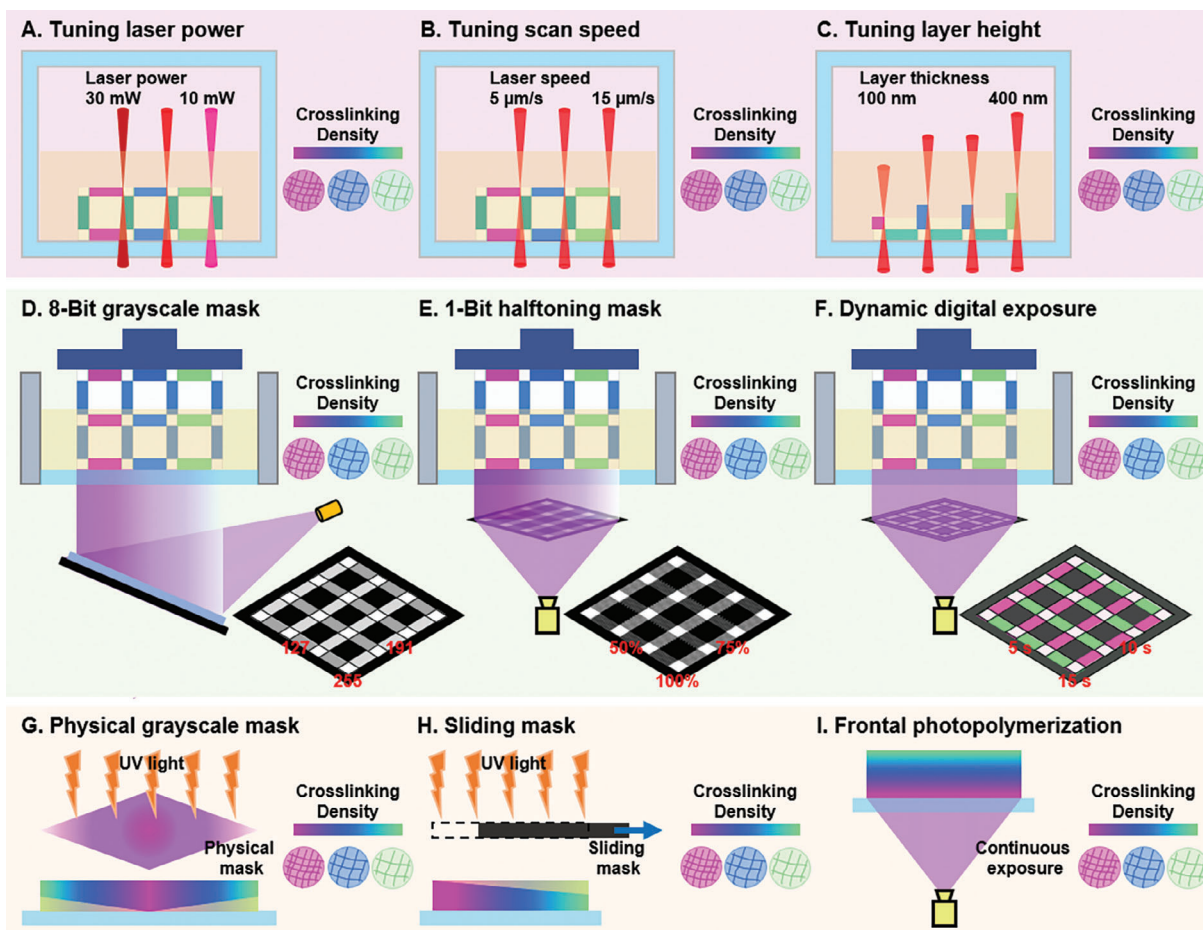 A. Tuning laser power
Laser power
30 mW 10 mW
Crosslinking
Density
B. Tuning scan speed
Laser speed
5 µm/s 15 µm/s
Crosslinking
Density
C. Tuning layer height
Layer thickness
100 nm 400 nm
Crosslinking
Density
D. 8-Bit grayscale mask
Crosslinking
Density
127 191
255
E. 1-Bit halftoning mask
Crosslinking
Density
50% 75%
100%
F. Dynamic digital exposure
Crosslinking
Density
5 s 10 s
15 s
G. Physical grayscale mask
UV light
Crosslinking
Density
Physical
mask
H. Sliding mask
UV light
Crosslinking
Density
Sliding
mask
I. Frontal photopolymerization
Crosslinking
Density
Continuous
exposure